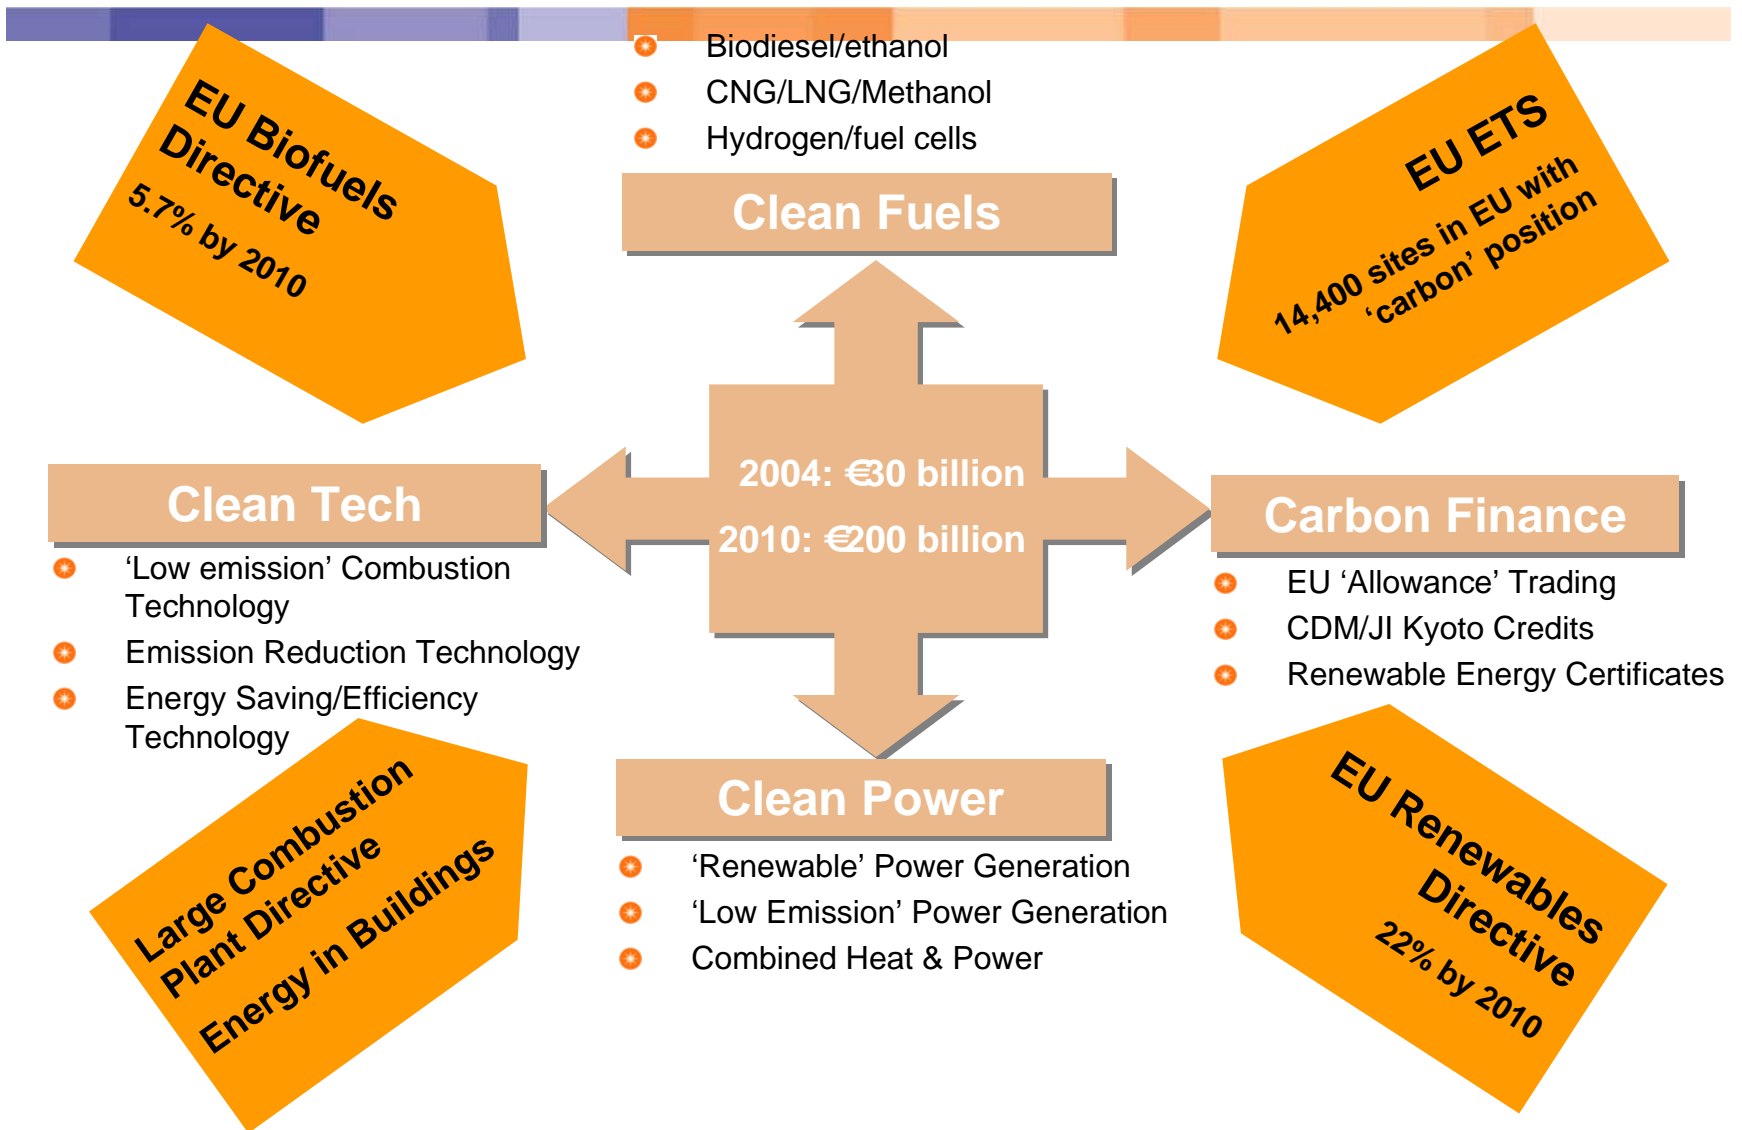 Biodiesel/ethanol
CNG/LNG/Methanol
Hydrogen/fuel cells
Clean Fuels
EU Biofuels
Directive
5.7% by 2010
EU ETS
14,400 sites in EU with
‘carbon’ position
2004: €30 billion
2010: €200 billion
Clean Tech
‘Low emission’ Combustion
Technology
Emission Reduction Technology
Energy Saving/Efficiency
Technology
Carbon Finance
EU ‘Allowance’ Trading
CDM/JI Kyoto Credits
Renewable Energy Certificates
Clean Power
‘Renewable’ Power Generation
‘Low Emission’ Power Generation
Combined Heat & Power
Large Combustion
Plant Directive
Energy in Buildings
EU Renewables
Directive
22% by 2010